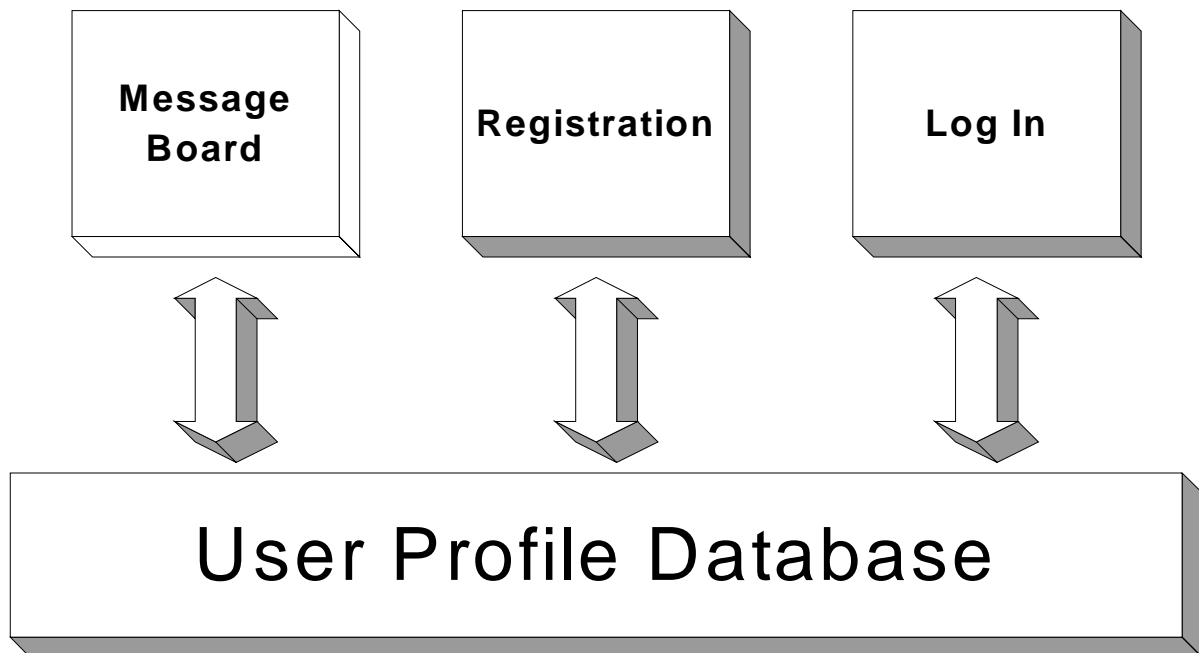 Message
Board
Registration
Log In
User Profile Database